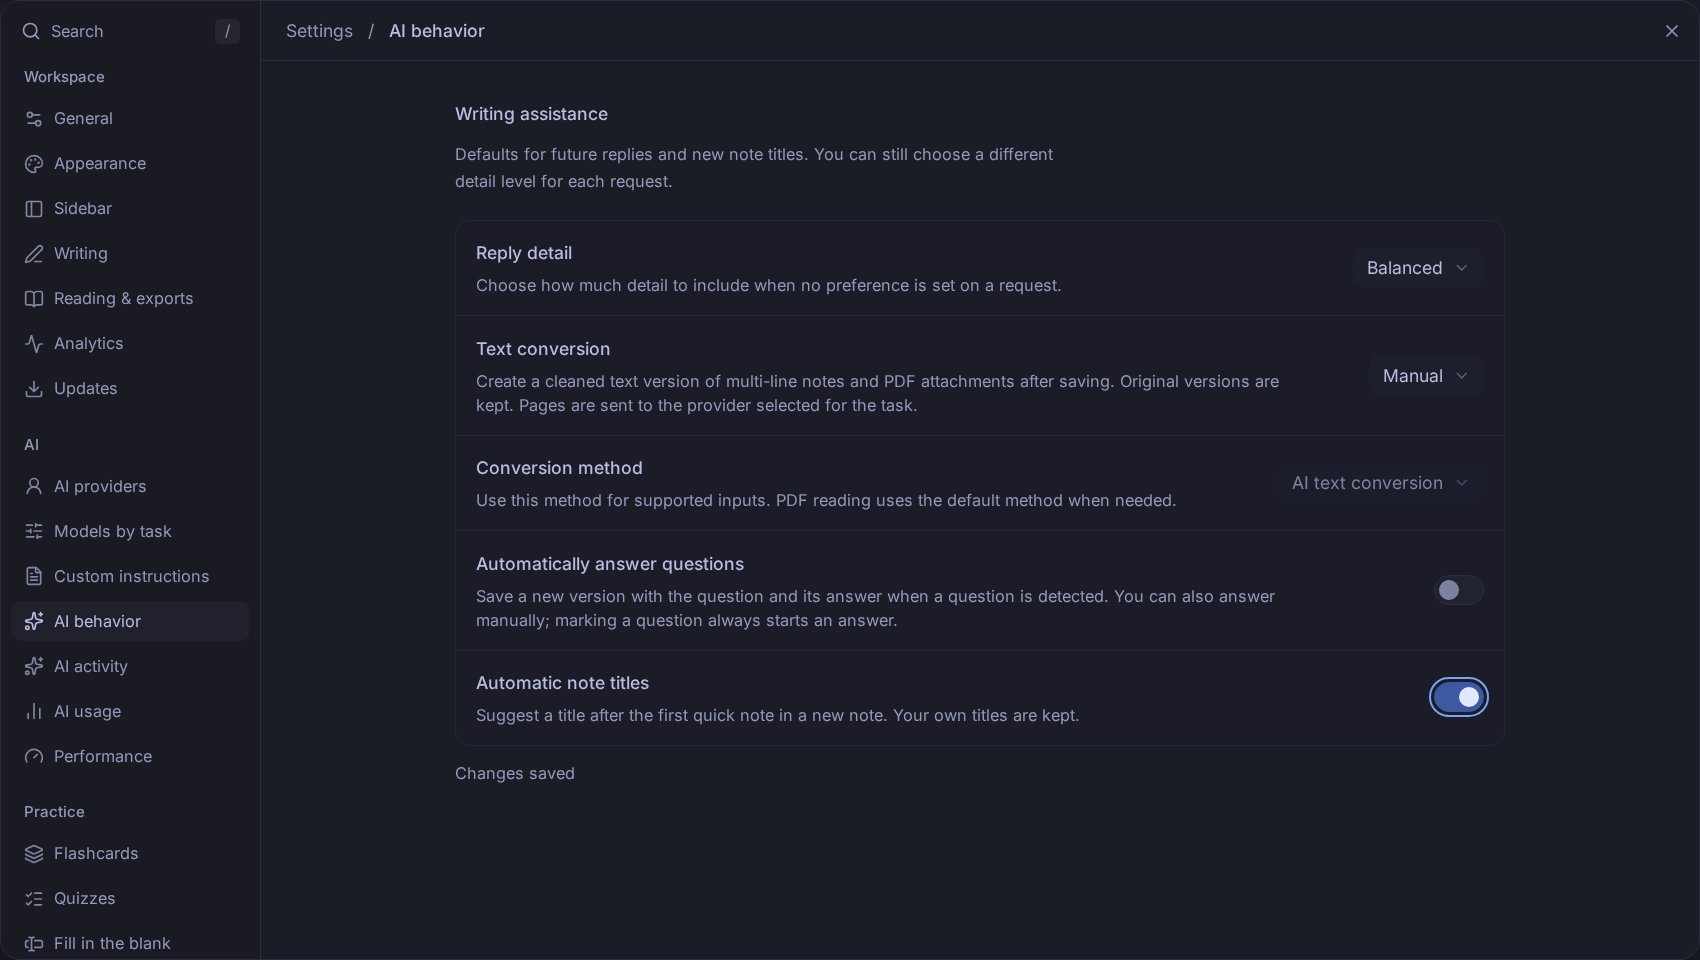 Search
/
Workspace
General
Appearance
Sidebar
Writing
Reading & exports
Analytics
Updates
AI
AI providers
Models by task
Custom instructions
AI behavior
AI activity
AI usage
Performance
Practice
Flashcards
Quizzes
Fill in the blank
Settings / AI behavior
Writing assistance
Defaults for future replies and new note titles. You can still choose a different
detail level for each request.
Reply detail
Choose how much detail to include when no preference is set on a request.
Balanced
Text conversion
Create a cleaned text version of multi-line notes and PDF attachments after saving. Original versions are
kept. Pages are sent to the provider selected for the task.
Manual
Conversion method
Use this method for supported inputs. PDF reading uses the default method when needed.
AI text conversion
Automatically answer questions
Save a new version with the question and its answer when a question is detected. You can also answer
manually; marking a question always starts an answer.
Automatic note titles
Suggest a title after the first quick note in a new note. Your own titles are kept.
Changes saved